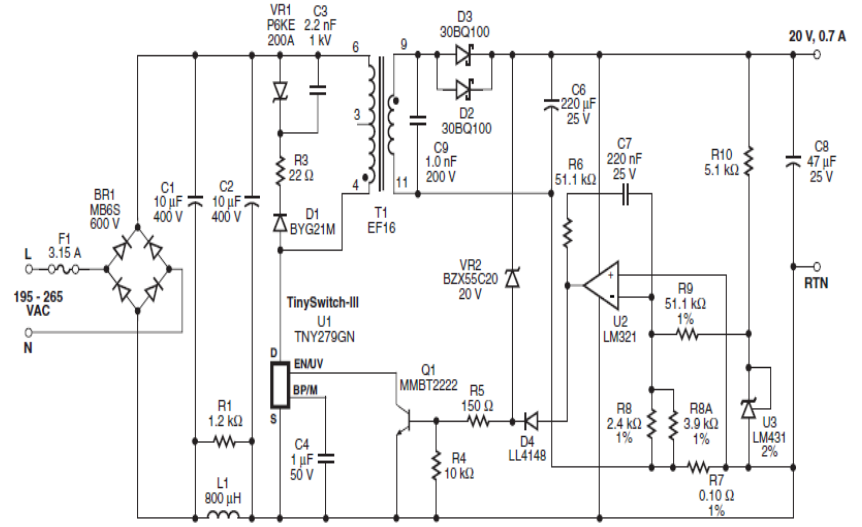 VR1
P6KE
200A
C3
2.2 nF
1 kV
6
3
4
9
11
D3
30BQ100
D2
30BQ100
20 V, 0.7 A
C9
1.0 nF
200 V
C6
220 µF
25 V
C7
220 nF
25 V
R6
51.1 kΩ
R10
5.1 kΩ
C8
47 µF
25 V
R3
22 Ω
BR1
MB6S
600 V
C1
10 µF
400 V
C2
10 µF
400 V
D1
BYG21M
T1
EF16
F1
3.15 A
L
195 - 265
VAC
N
VR2
BZX55C20
20 V
RTN
+
-
U2
LM321
R9
51.1 kΩ
1%
TinySwitch-III
U1
TNY279GN
D
EN/UV
BP/M
S
Q1
MMBT2222
R5
150 Ω
D4
LL4148
R8
2.4 kΩ
1%
R8A
3.9 kΩ
1%
U3
LM431
2%
R1
1.2 kΩ
C4
1 µF
50 V
R4
10 kΩ
L1
800 µH
R7
0.10 Ω
1%